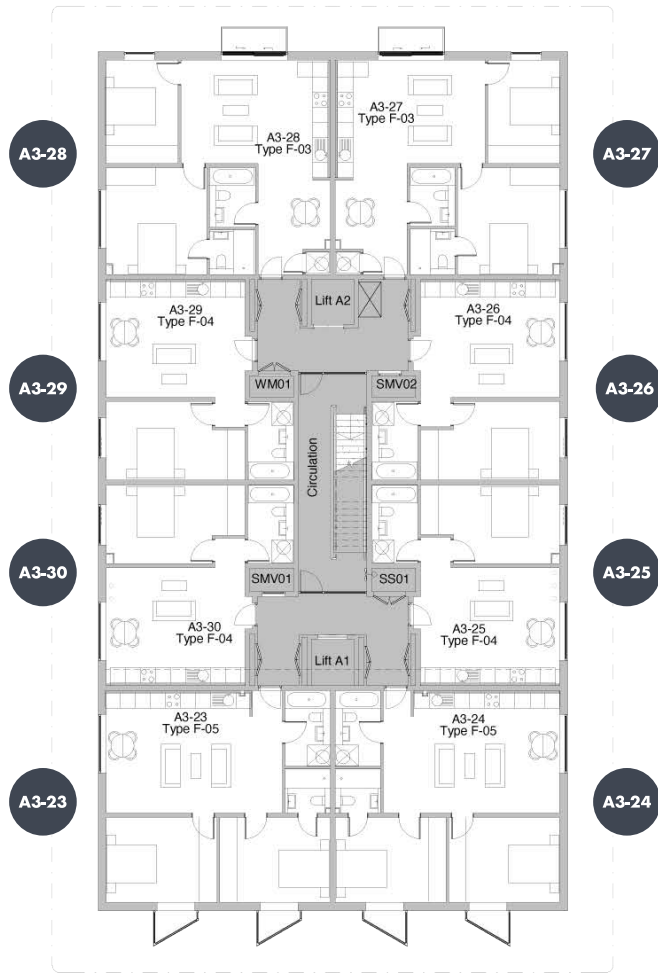 A3-28
A3-28
Type F-03
A3-27
Type F-03
A3-27
Lift A2
A3-29
Type F-04
A3-26
Type F-04
A3-29
WM01
SMV02
A3-26
Circulation
A3-30
SMV01
SS01
A3-25
A3-30
Type F-04
A3-25
Type F-04
Lift A1
A3-23
Type F-05
A3-24
Type F-05
A3-23
A3-24